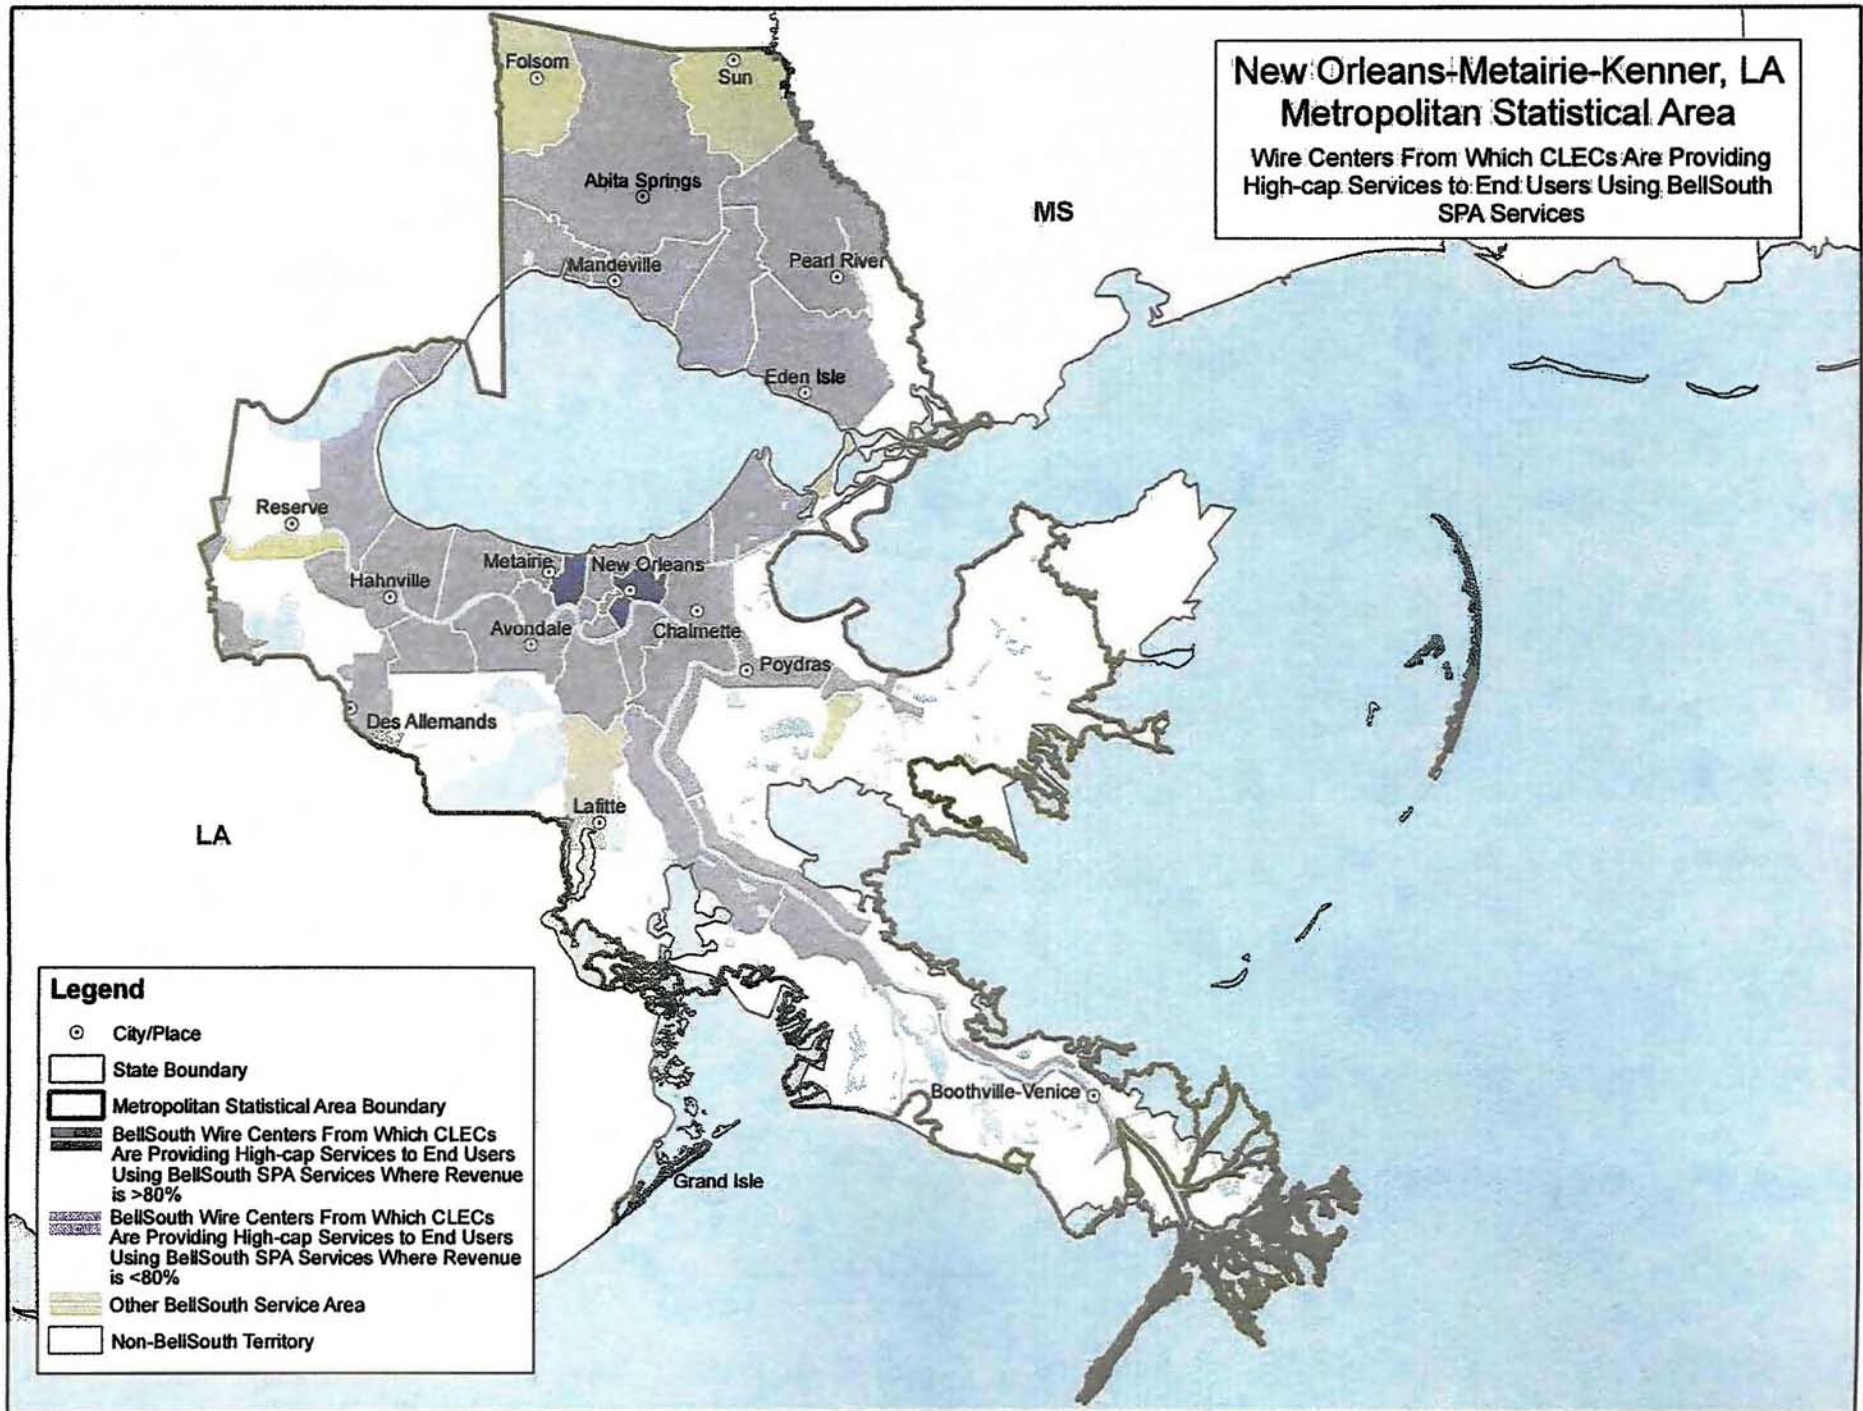 New Orleans-Metairie-Kenner, LA
Metropolitan Statistical Area
Wire Centers From Which CLECs Are Providing
High-cap Services to End Users Using BellSouth
SPA Services
Folsom
Sun
Abita Springs
MS
Mandeville
Pearl River
Eden Isle
Reserve
Metairie
New Orleans
Hahnville
Avondale
Chalmette
Poydras
Des Allemands
Lafitte
LA
Boothville-Venice
Grand Isle
Legend
City/Place
State Boundary
Metropolitan Statistical Area Boundary
BellSouth Wire Centers From Which CLECs
Are Providing High-cap Services to End Users
Using BellSouth SPA Services Where Revenue
is >80%
BellSouth Wire Centers From Which CLECs
Are Providing High-cap Services to End Users
Using BellSouth SPA Services Where Revenue
is <80%
Other BellSouth Service Area
Non-BellSouth Territory